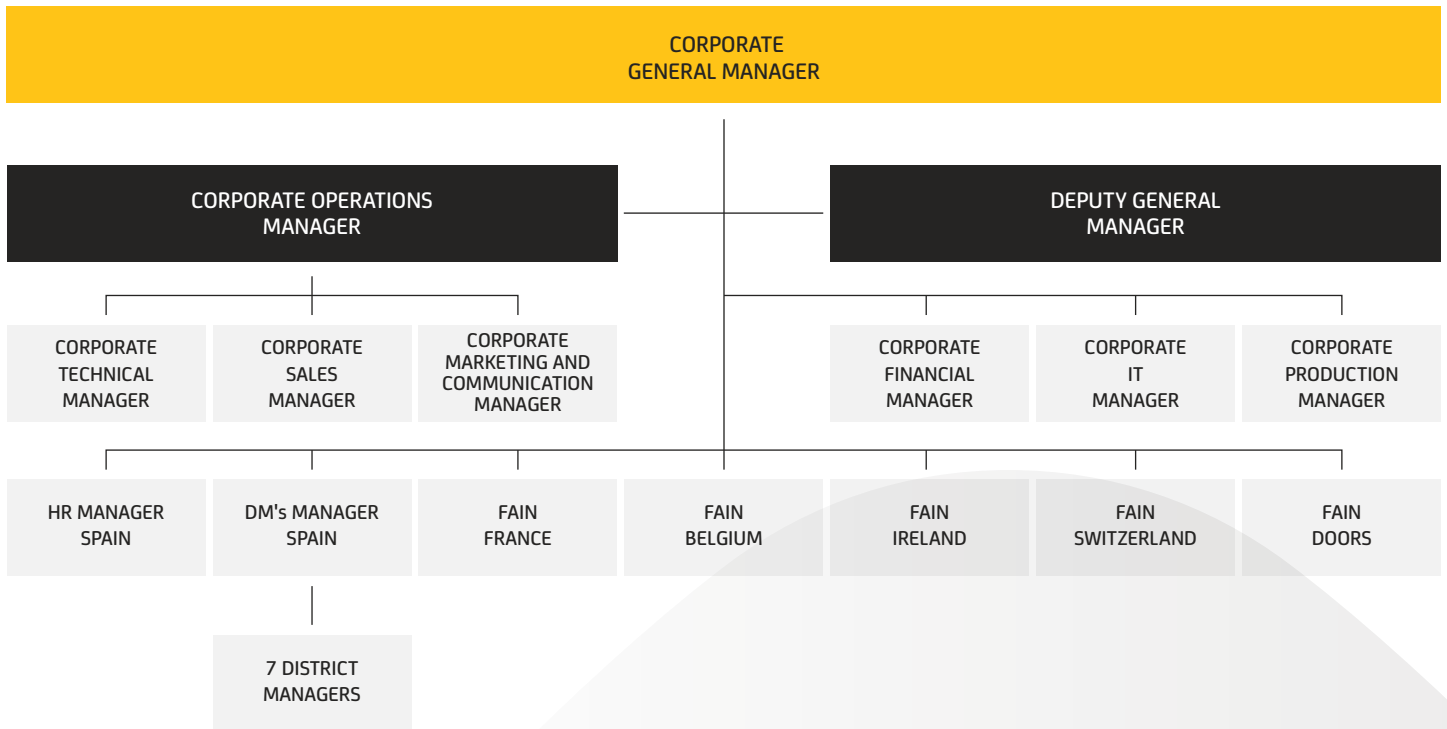 CORPORATE
GENERAL MANAGER
CORPORATE OPERATIONS
MANAGER
DEPUTY GENERAL
MANAGER
CORPORATE
TECHNICAL
MANAGER
CORPORATE
SALES
MANAGER
CORPORATE
MARKETING AND
COMMUNICATION
MANAGER
CORPORATE
FINANCIAL
MANAGER
CORPORATE
IT
MANAGER
CORPORATE
PRODUCTION
MANAGER
HR MANAGER
SPAIN
DM's MANAGER
SPAIN
FAIN
FRANCE
FAIN
BELGIUM
FAIN
IRELAND
FAIN
SWITZERLAND
FAIN
DOORS
7 DISTRICT
MANAGERS